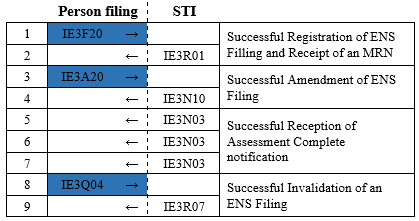 Person filing STI
1 IE3F20 → Successful Registration of ENS
2 ← IE3R01 Filling and Receipt of an MRN
3 IE3A20 → Successful Amendment of ENS
4 ← IE3N10 Filing
5 ← IE3N03 Successful Reception of
6 ← IE3N03 Assessment Complete
7 ← IE3N03 notification
8 IE3Q04 → Successful Invalidation of an
9 ← IE3R07 ENS Filing